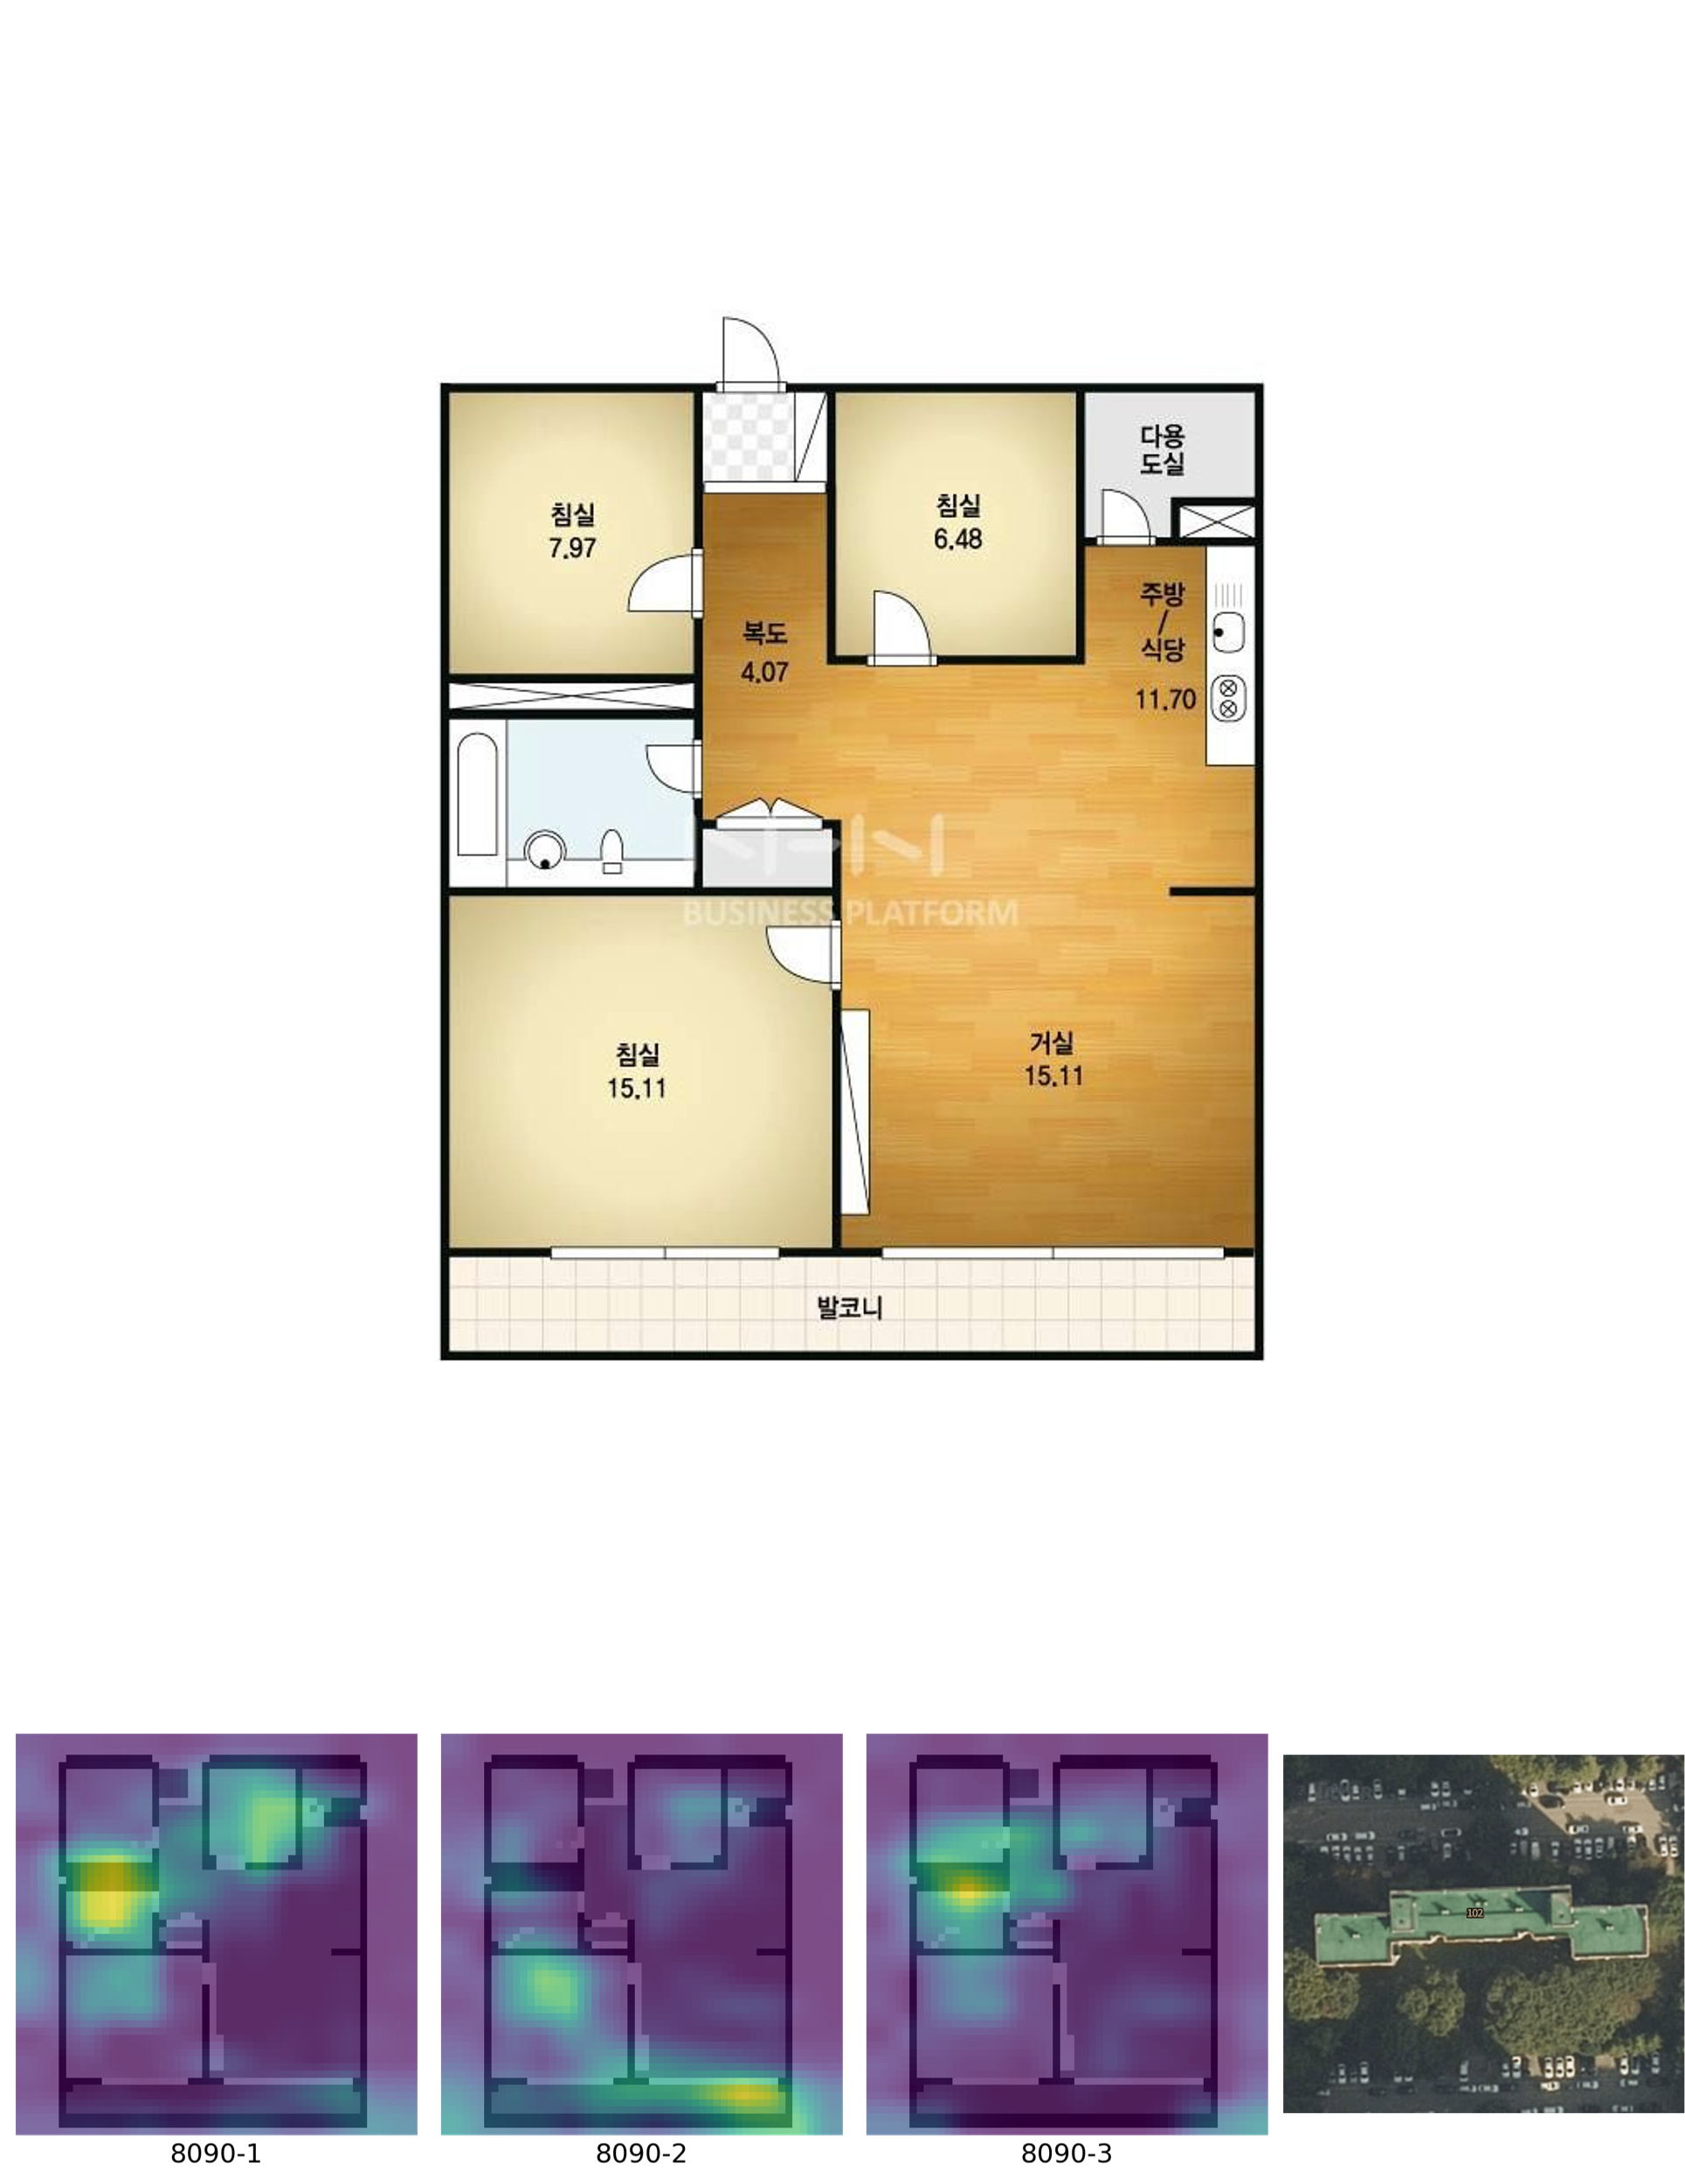 침실
7.97
침실
6.48
다용
도실
복도
4.07
주방
/
식당
11.70
NHN
BUSINESS PLATFORM
침실
15.11
거실
15.11
발코니
8090-1
8090-2
8090-3
102